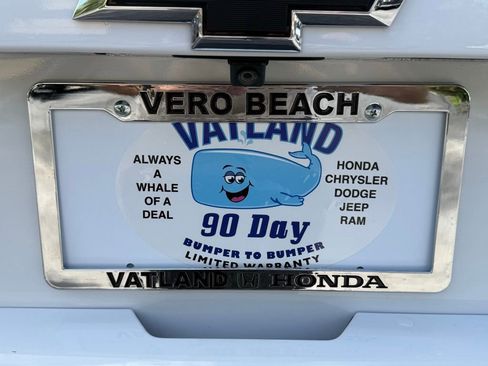 VERO BEACH
VATLAND
ALWAYS
A
WHALE
OF A
DEAL
HONDA
CHRYSLER
DODGE
JEEP
RAM
90 Day
BUMPER TO BUMPER
LIMITED WARRANTY
VATLAND HONDA